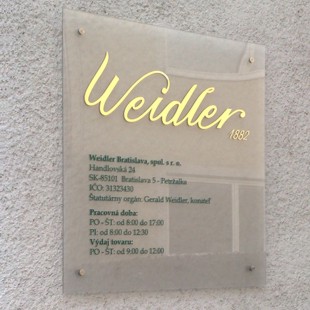 Weidler
1882
Weidler Bratislava, spol. s r. o.
Handlovská 24
SK-85101 Bratislava 5 - Petržalka
IČO: 31323430
Štatutárny orgán: Gerald Weidler, konateľ
Pracovná doba:
PO - ŠT: od 8:00 do 17:00
PI: od 8:00 do 12:30
Výdaj tovaru:
PO - ŠT: od 9:00 do 12:00